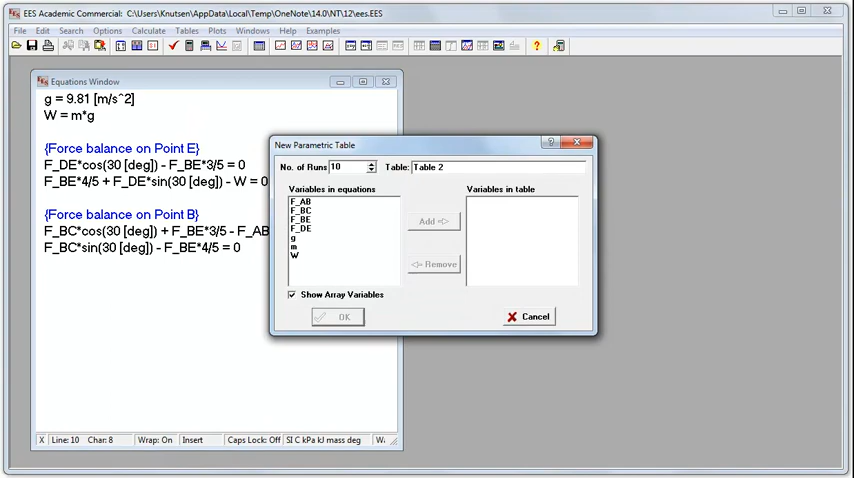 EES Academic Commercial: C:\Users\Knutsen\AppData\Local\Temp\OneNote\14.0\NT\12\ees.EES
File Edit Search Options Calculate Tables Plots Windows Help Examples
Equations Window
g = 9.81 [m/s^2]
W = m*g
{Force balance on Point E}
F_DE*cos(30 [deg]) - F_BE*3/5 = 0
F_BE*4/5 + F_DE*sin(30 [deg]) - W = 0
{Force balance on Point B}
F_BC*cos(30 [deg]) + F_BE*3/5 - F_AB
F_BC*sin(30 [deg]) - F_BE*4/5 = 0
X Line: 10 Char: 8 Wrap: On Insert Caps Lock: Off SI C kPa kJ mass deg
New Parametric Table
No. of Runs 10 Table: Table 2
Variables in equations Variables in table
F_AB
F_BC
F_BE
F_DE
g
m
W
Add =>
<= Remove
Show Array Variables
OK Cancel